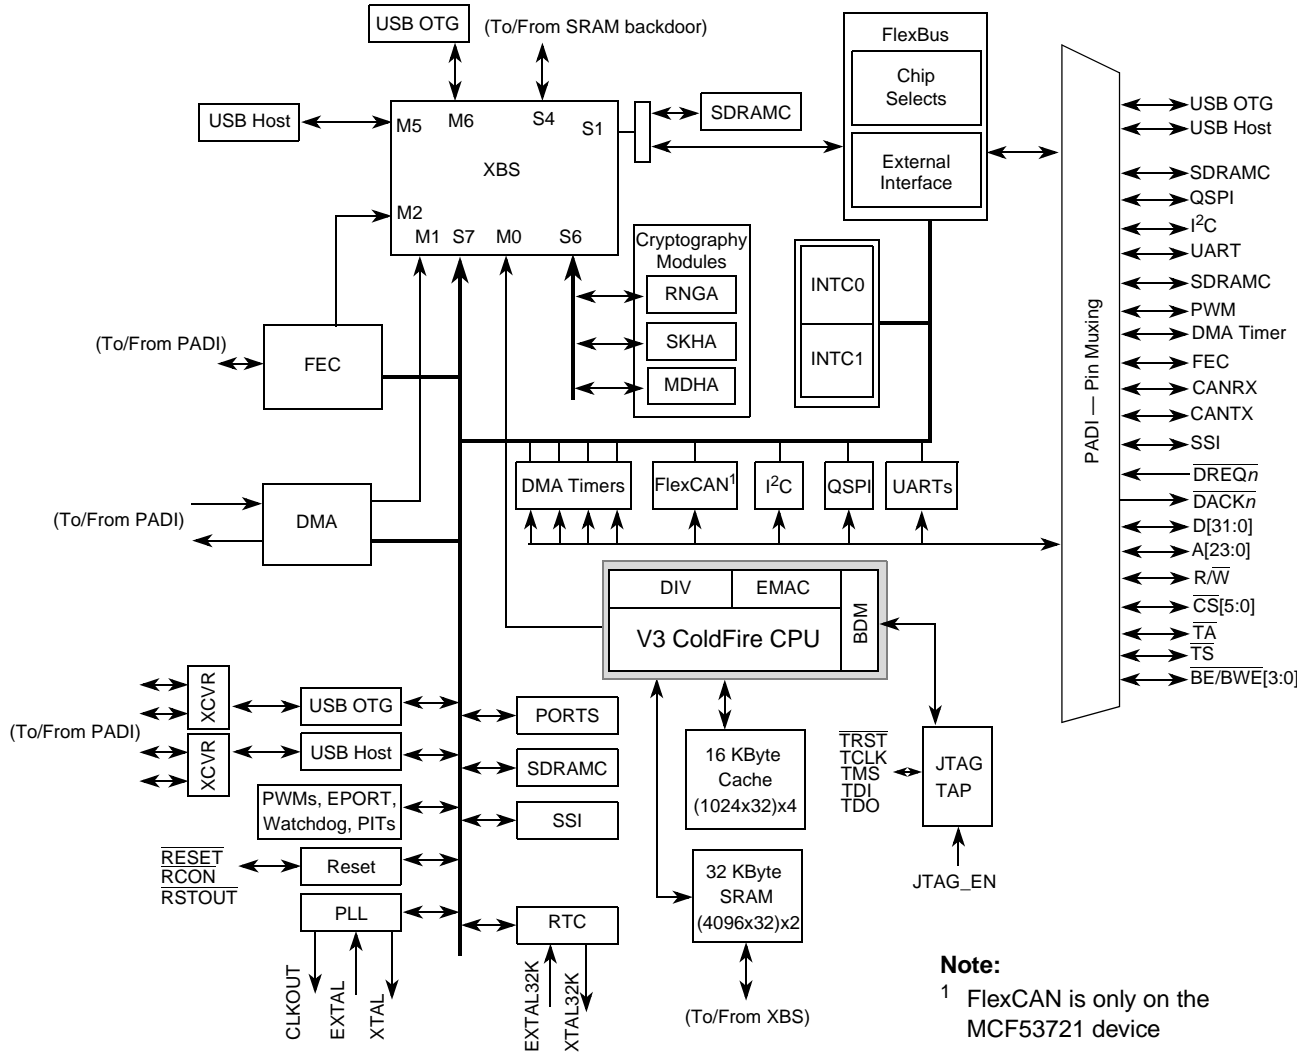 USB OTG
(To/From SRAM backdoor)
FlexBus
Chip
Selects
External
Interface
USB Host
M5
M6
S4
S1
XBS
M2
M1
S7
M0
S6
SDRAMC
Cryptography
Modules
RNGA
SKHA
MDHA
INTC0
INTC1
(To/From PADI)
FEC
(To/From PADI)
DMA
DMA Timers
FlexCAN¹
I²C
QSPI
UARTs
DIV
EMAC
BDM
V3 ColdFire CPU
PADI — Pin Muxing
USB OTG
USB Host
SDRAMC
QSPI
I²C
UART
SDRAMC
PWM
DMA Timer
FEC
CANRX
CANTX
SSI
DREQn
DACKn
D[31:0]
A[23:0]
R/W
CS[5:0]
TA
TS
BE/BWE[3:0]
(To/From PADI)
XCVR
XCVR
USB OTG
USB Host
PWMs, EPORT,
Watchdog, PITs
RESET
RCON
RSTOUT
Reset
PLL
CLKOUT
EXTAL
XTAL
PORTS
SDRAMC
SSI
RTC
EXTAL32K
XTAL32K
16 KByte
Cache
(1024x32)x4
32 KByte
SRAM
(4096x32)x2
(To/From XBS)
TRST
TCLK
TMS
TDI
TDO
JTAG
TAP
JTAG_EN
Note:
¹ FlexCAN is only on the
MCF53721 device